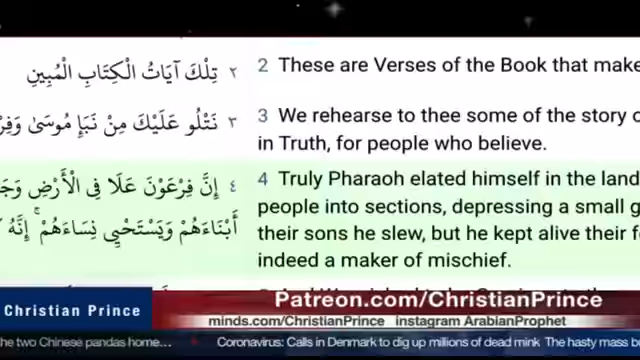 ٢ تِلْكَ آيَاتُ الْكِتَابِ الْمُبِينِ
2 These are Verses of the Book that make
٣ نَتْلُو عَلَيْكَ مِنْ نَبَإِ مُوسَىٰ
3 We rehearse to thee some of the story
in Truth, for people who believe.
٤ إِنَّ فِرْعَوْنَ عَلَا فِي الْأَرْضِ
4 Truly Pharaoh elated himself in the land
people into sections, depressing a small
أَبْنَاءَهُمْ وَيَسْتَحْيِي نِسَاءَهُمْ ۚ إِنَّهُ
their sons he slew, but he kept alive their
indeed a maker of mischief.
Christian Prince
Patreon.com/ChristianPrince
minds.com/ChristianPrince instagram ArabianProphet
the two Chinese pandas home... Coronavirus: Calls in Denmark to dig up millions of dead mink The hasty mass